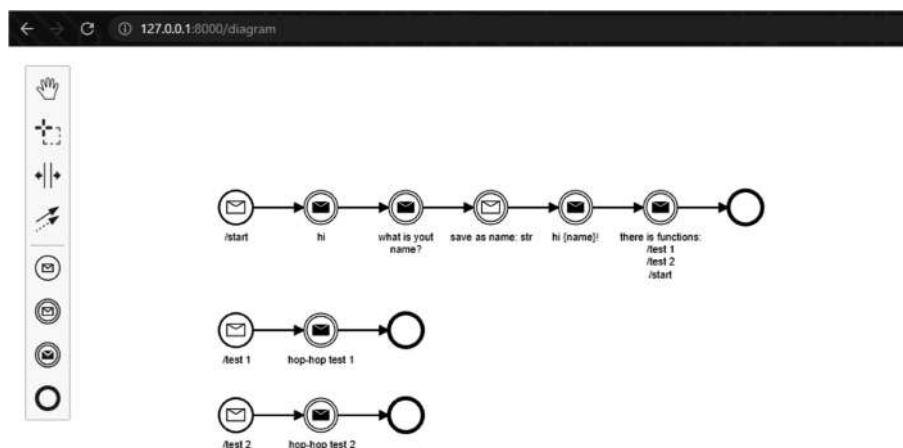 127.0.0.1:8000/diagram
/start
hi
what is yout
name?
save as name: str
hi {name}!
there is functions:
/test 1
/test 2
/start
/test 1
hop-hop test 1
/test 2
hop-hop test 2